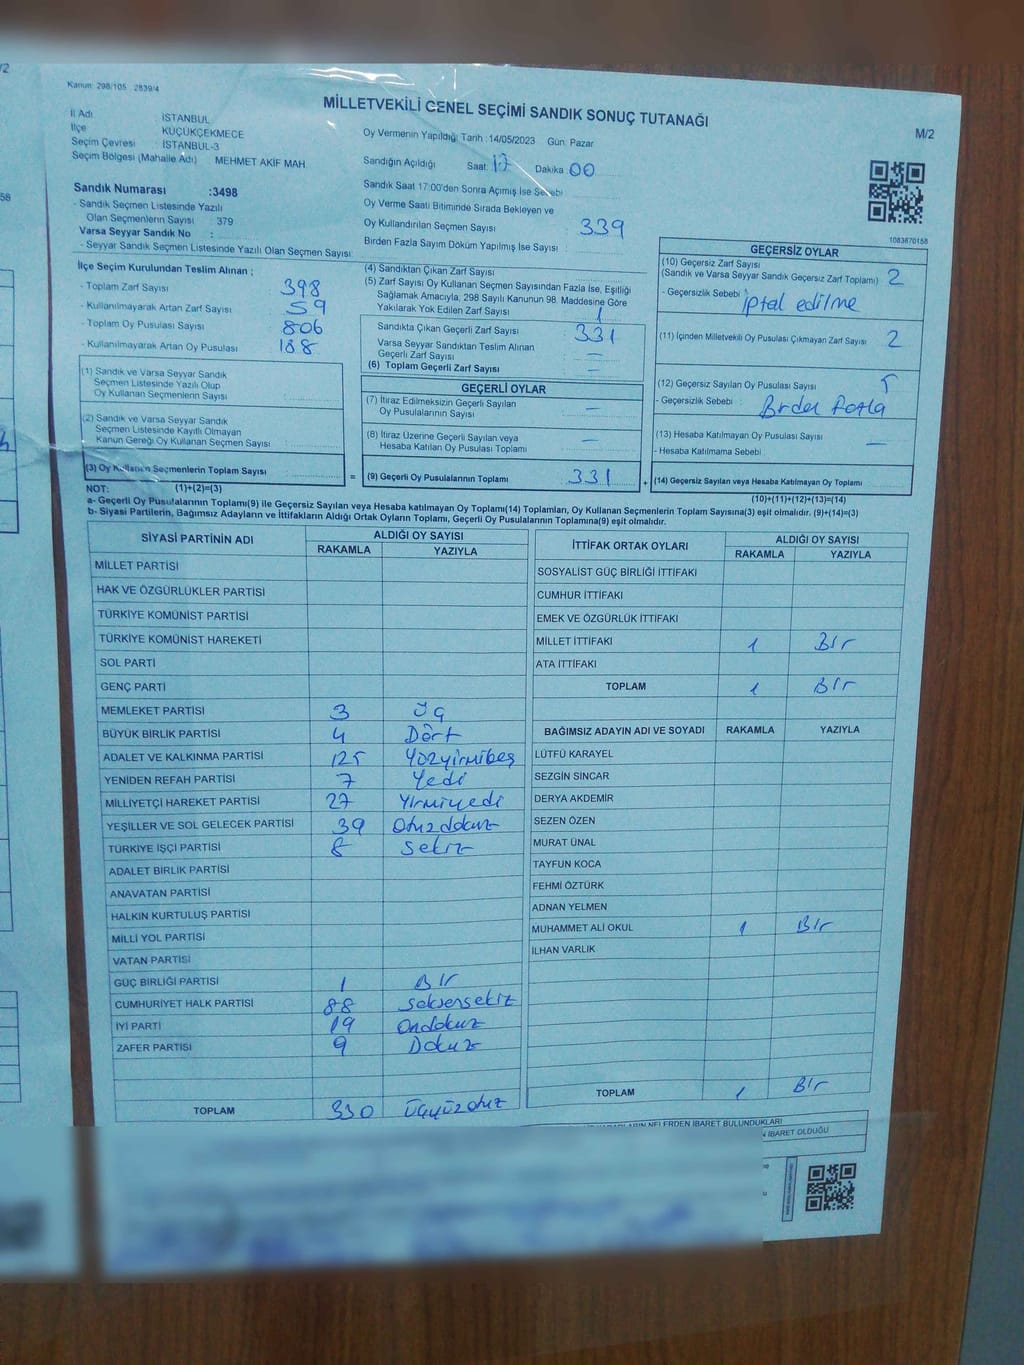 Kanun: 298/105 2839/4
MİLLETVEKİLİ GENEL SEÇİMİ SANDIK SONUÇ TUTANAĞI
M/2
İl Adı İSTANBUL
İlçe KÜÇÜKÇEKMECE
Seçim Çevresi İSTANBUL-3
Seçim Bölgesi (Mahalle Adı) MEHMET AKİF MAH.
Oy Vermenin Yapıldığı Tarih :14/05/2023 Gün: Pazar
Sandığın Açıldığı Saat: 17 Dakika 00
Sandık Saat 17:00'den Sonra Açmış İse Sebebi
Oy Verme Saati Bitiminde Sırada Bekleyen ve
Oy Kullandırılan Seçmen Sayısı 339
Birden Fazla Sayım Döküm Yapılmış İse Sayısı :
Sandık Numarası :3498
- Sandık Seçmen Listesinde Yazılı
Olan Seçmenlerin Sayısı : 379
Varsa Seyyar Sandık No :
- Seyyar Sandık Seçmen Listesinde Yazılı Olan Seçmen Sayısı:
1083870158
İlçe Seçim Kurulundan Teslim Alınan ;
- Toplam Zarf Sayısı 398
- Kullanılmayarak Artan Zarf Sayısı 59
- Toplam Oy Pusulası Sayısı 806
- Kullanılmayarak Artan Oy Pusulası 188
(1) Sandık ve Varsa Seyyar Sandık
Seçmen Listesinde Yazılı Olup
Oy Kullanan Seçmenlerin Sayısı :
(2) Sandık ve Varsa Seyyar Sandık
Seçmen Listesinde Kayıtlı Olmayan
Kanun Gereği Oy Kullanan Seçmen Sayısı :
(3) Oy Kullanan Seçmenlerin Toplam Sayısı =
(4) Sandıktan Çıkan Zarf Sayısı
(5) Zarf Sayısı Oy Kullanan Seçmen Sayısından Fazla İse, Eşitliği
Sağlamak Amacıyla, 298 Sayılı Kanunun 98. Maddesine Göre
Yakılarak Yok Edilen Zarf Sayısı 1
Sandıkta Çıkan Geçerli Zarf Sayısı : 331
Varsa Seyyar Sandıktan Teslim Alınan
Geçerli Zarf Sayısı : —
(6) Toplam Geçerli Zarf Sayısı : —
GEÇERLİ OYLAR
(7) İtiraz Edilmeksizin Geçerli Sayılan
Oy Pusulalarının Sayısı : —
(8) İtiraz Üzerine Geçerli Sayılan veya
Hesaba Katılan Oy Pusulası Toplamı : —
(9) Geçerli Oy Pusulalarının Toplamı : 331 +
GEÇERSİZ OYLAR
(10) Geçersiz Zarf Sayısı
(Sandık ve Varsa Seyyar Sandık Geçersiz Zarf Toplamı) 2
- Geçersizlik Sebebi : iptal edilme
(11) İçinden Milletvekili Oy Pusulası Çıkmayan Zarf Sayısı 2
(12) Geçersiz Sayılan Oy Pusulası Sayısı 5
- Geçersizlik Sebebi : Birden Fazla
(13) Hesaba Katılmayan Oy Pusulası Sayısı —
- Hesaba Katılmama Sebebi
(14) Geçersiz Sayılan veya Hesaba Katılmayan Oy Toplamı
NOT: (1)+(2)=(3) (10)+(11)+(12)+(13)=(14)
a- Geçerli Oy Pusulalarının Toplamı(9) ile Geçersiz Sayılan veya Hesaba katılmayan Oy Toplamı(14) Toplamları, Oy Kullanan Seçmenlerin Toplam Sayısına(3) eşit olmalıdır. (9)+(14)=(3)
b- Siyasi Partilerin, Bağımsız Adayların ve İttifakların Aldığı Ortak Oyların Toplamı, Geçerli Oy Pusulalarının Toplamına(9) eşit olmalıdır.
SİYASİ PARTİNİN ADI ALDIĞI OY SAYISI
RAKAMLA YAZIYLA
MİLLET PARTİSİ
HAK VE ÖZGÜRLÜKLER PARTİSİ
TÜRKİYE KOMÜNİST PARTİSİ
TÜRKİYE KOMÜNİST HAREKETİ
SOL PARTİ
GENÇ PARTİ
MEMLEKET PARTİSİ 3 Üç
BÜYÜK BİRLİK PARTİSİ 4 Dört
ADALET VE KALKINMA PARTİSİ 125 Yüzyirmibeş
YENİDEN REFAH PARTİSİ 7 Yedi
MİLLİYETÇİ HAREKET PARTİSİ 27 Yirmiyedi
YEŞİLLER VE SOL GELECEK PARTİSİ 39 Otuzdokuz
TÜRKİYE İŞÇİ PARTİSİ 8 Sekiz
ADALET BİRLİK PARTİSİ
ANAVATAN PARTİSİ
HALKIN KURTULUŞ PARTİSİ
MİLLİ YOL PARTİSİ
VATAN PARTİSİ
GÜÇ BİRLİĞİ PARTİSİ 1 Bir
CUMHURİYET HALK PARTİSİ 88 Seksensekiz
İYİ PARTİ 19 Ondokuz
ZAFER PARTİSİ 9 Dokuz
TOPLAM 330 Üçyüzotuz
İTTİFAK ORTAK OYLARI ALDIĞI OY SAYISI
RAKAMLA YAZIYLA
SOSYALİST GÜÇ BİRLİĞİ İTTİFAKI
CUMHUR İTTİFAKI
EMEK VE ÖZGÜRLÜK İTTİFAKI
MİLLET İTTİFAKI 1 Bir
ATA İTTİFAKI
TOPLAM 1 Bir
BAĞIMSIZ ADAYIN ADI VE SOYADI RAKAMLA YAZIYLA
LÜTFÜ KARAYEL
SEZGİN SİNCAR
DERYA AKDEMİR
SEZEN ÖZEN
MURAT ÜNAL
TAYFUN KOCA
FEHMİ ÖZTÜRK
ADNAN YELMEN
MUHAMMET ALİ OKUL 1 Bir
İLHAN VARLIK
TOPLAM 1 Bir
NELERDEN İBARET BULUNDUKLARI
İBARET OLDUĞU